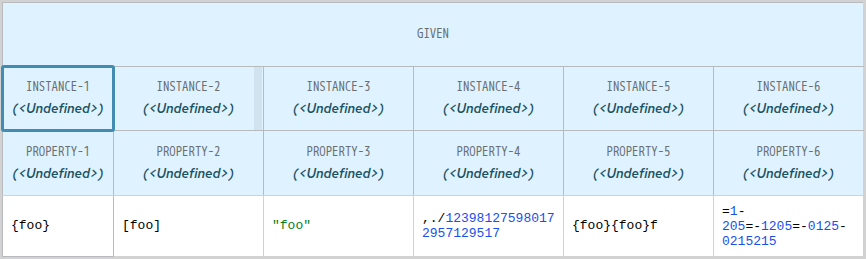 GIVEN
INSTANCE-1 INSTANCE-2 INSTANCE-3 INSTANCE-4 INSTANCE-5 INSTANCE-6
(<Undefined>) (<Undefined>) (<Undefined>) (<Undefined>) (<Undefined>) (<Undefined>)
PROPERTY-1 PROPERTY-2 PROPERTY-3 PROPERTY-4 PROPERTY-5 PROPERTY-6
(<Undefined>) (<Undefined>) (<Undefined>) (<Undefined>) (<Undefined>) (<Undefined>)
{foo}
[foo]
"foo"
,./12398127598017
2957129517
{foo}{foo}f
=1-
205=-1205=-0125-
0215215